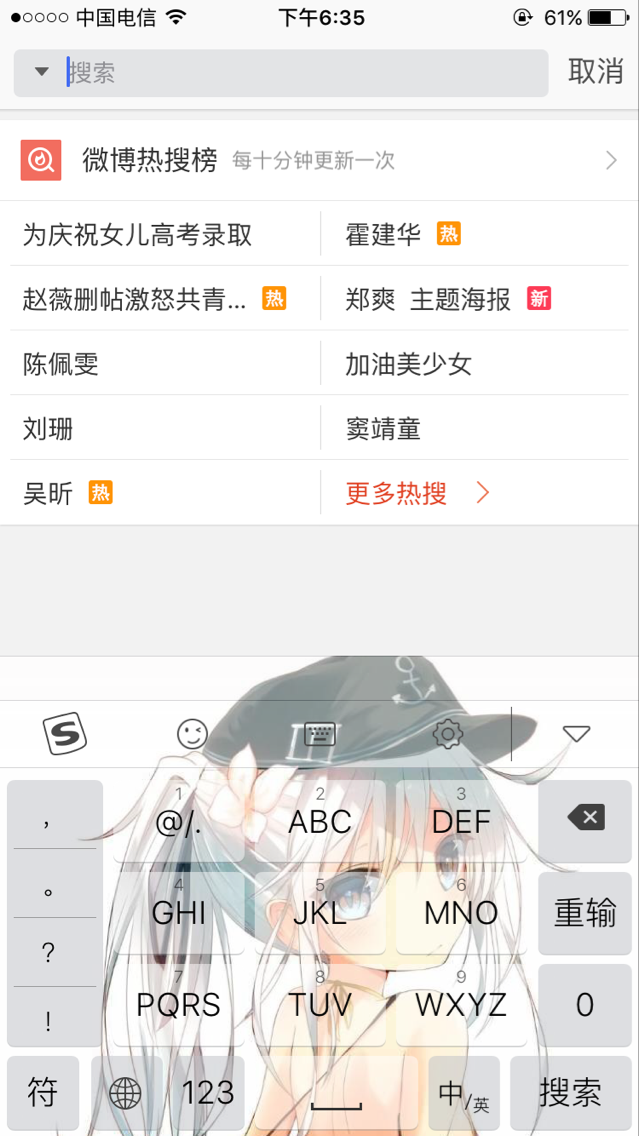 中国电信 下午6:35 61%
搜索 取消
微博热搜榜 每十分钟更新一次
为庆祝女儿高考录取 霍建华 热
赵薇删帖激怒共青... 热 郑爽 主题海报 新
陈佩雯 加油美少女
刘珊 窦靖童
吴昕 热 更多热搜
S
III
， 1 @/. 2 ABC 3 DEF
。 4 GHI 5 JKL 6 MNO 重输
？ 7 PQRS 8 TUV 9 WXYZ 0
！
符 123 中/英 搜索